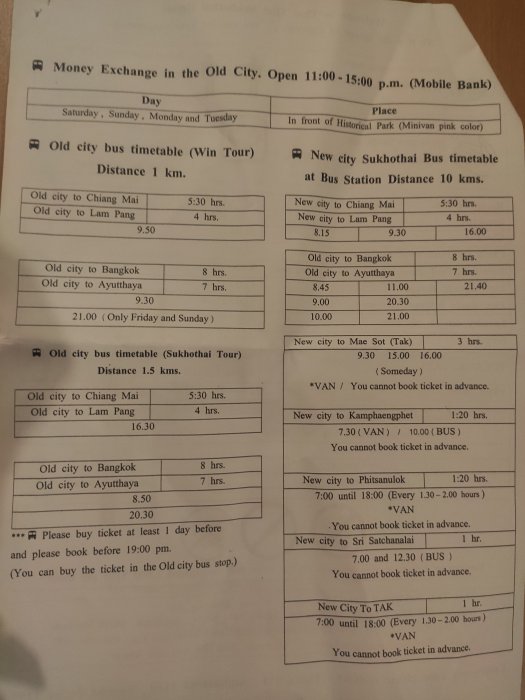 Money Exchange in the Old City. Open 11:00 - 15:00 p.m. (Mobile Bank)
Day Place
Saturday , Sunday , Monday and Tuesday In front of Historical Park (Minivan pink color)
Old city bus timetable (Win Tour)
Distance 1 km.
Old city to Chiang Mai 5:30 hrs.
Old city to Lam Pang 4 hrs.
9.50
Old city to Bangkok 8 hrs.
Old city to Ayutthaya 7 hrs.
9.30
21.00 ( Only Friday and Sunday )
Old city bus timetable (Sukhothai Tour)
Distance 1.5 kms.
Old city to Chiang Mai 5:30 hrs.
Old city to Lam Pang 4 hrs.
16.30
Old city to Bangkok 8 hrs.
Old city to Ayutthaya 7 hrs.
8.50
20.30
*** Please buy ticket at least 1 day before
and please book before 19:00 pm.
(You can buy the ticket in the Old city bus stop.)
New city Sukhothai Bus timetable
at Bus Station Distance 10 kms.
New city to Chiang Mai 5:30 hrs.
New city to Lam Pang 4 hrs.
8.15 9.30 16.00
Old city to Bangkok 8 hrs.
Old city to Ayutthaya 7 hrs.
8.45 11.00 21.40
9.00 20.30
10.00 21.00
New city to Mae Sot (Tak) 3 hrs.
9.30 15.00 16.00
( Someday )
*VAN / You cannot book ticket in advance.
New city to Kamphaengphet 1:20 hrs.
7.30 ( VAN ) / 10.00 ( BUS )
You cannot book ticket in advance.
New city to Phitsanulok 1:20 hrs.
7:00 until 18:00 (Every 1.30 - 2.00 hours )
*VAN
You cannot book ticket in advance.
New city to Sri Satchanalai 1 hr.
7.00 and 12.30 ( BUS )
You cannot book ticket in advance.
New City To TAK 1 hr.
7:00 until 18:00 (Every 1.30 - 2.00 hours )
*VAN
You cannot book ticket in advance.